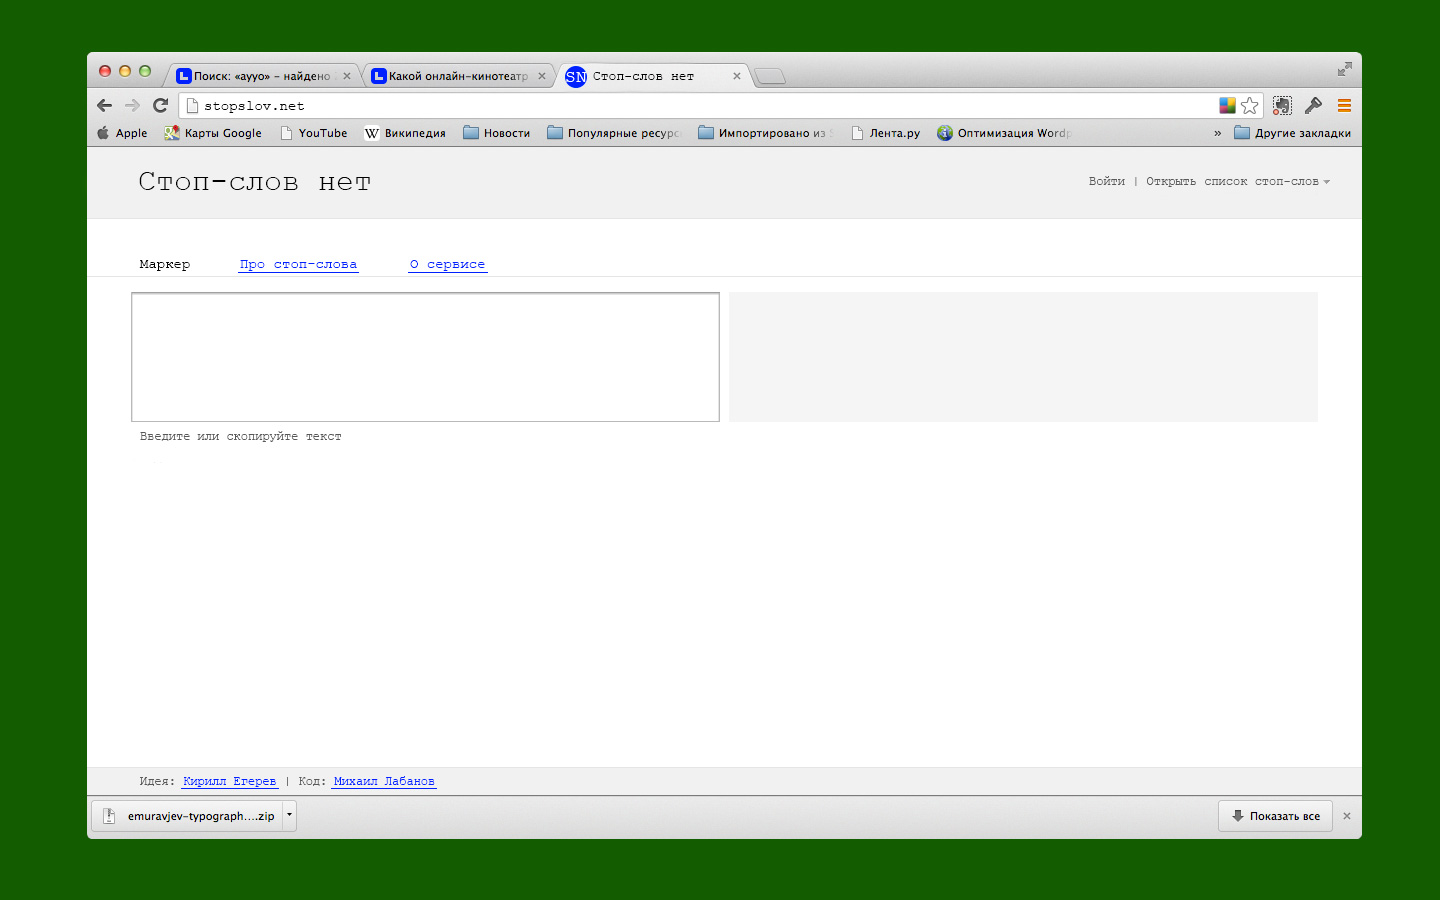 Поиск: «ayyo» – найдено
Какой онлайн-кинотеатр
SN Стоп-слов нет
stopslov.net
Apple
Карты Google
YouTube
W Википедия
Новости
Популярные ресурс
Импортировано из
Лента.ру
Оптимизация Wordp
»
Другие закладки
Стоп-слов нет
Войти | Открыть список стоп-слов
Маркер
Про стоп-слова
О сервисе
Введите или скопируйте текст
Идея: Кирилл Егерев | Код: Михаил Лабанов
emuravjev-typograph....zip
Показать все